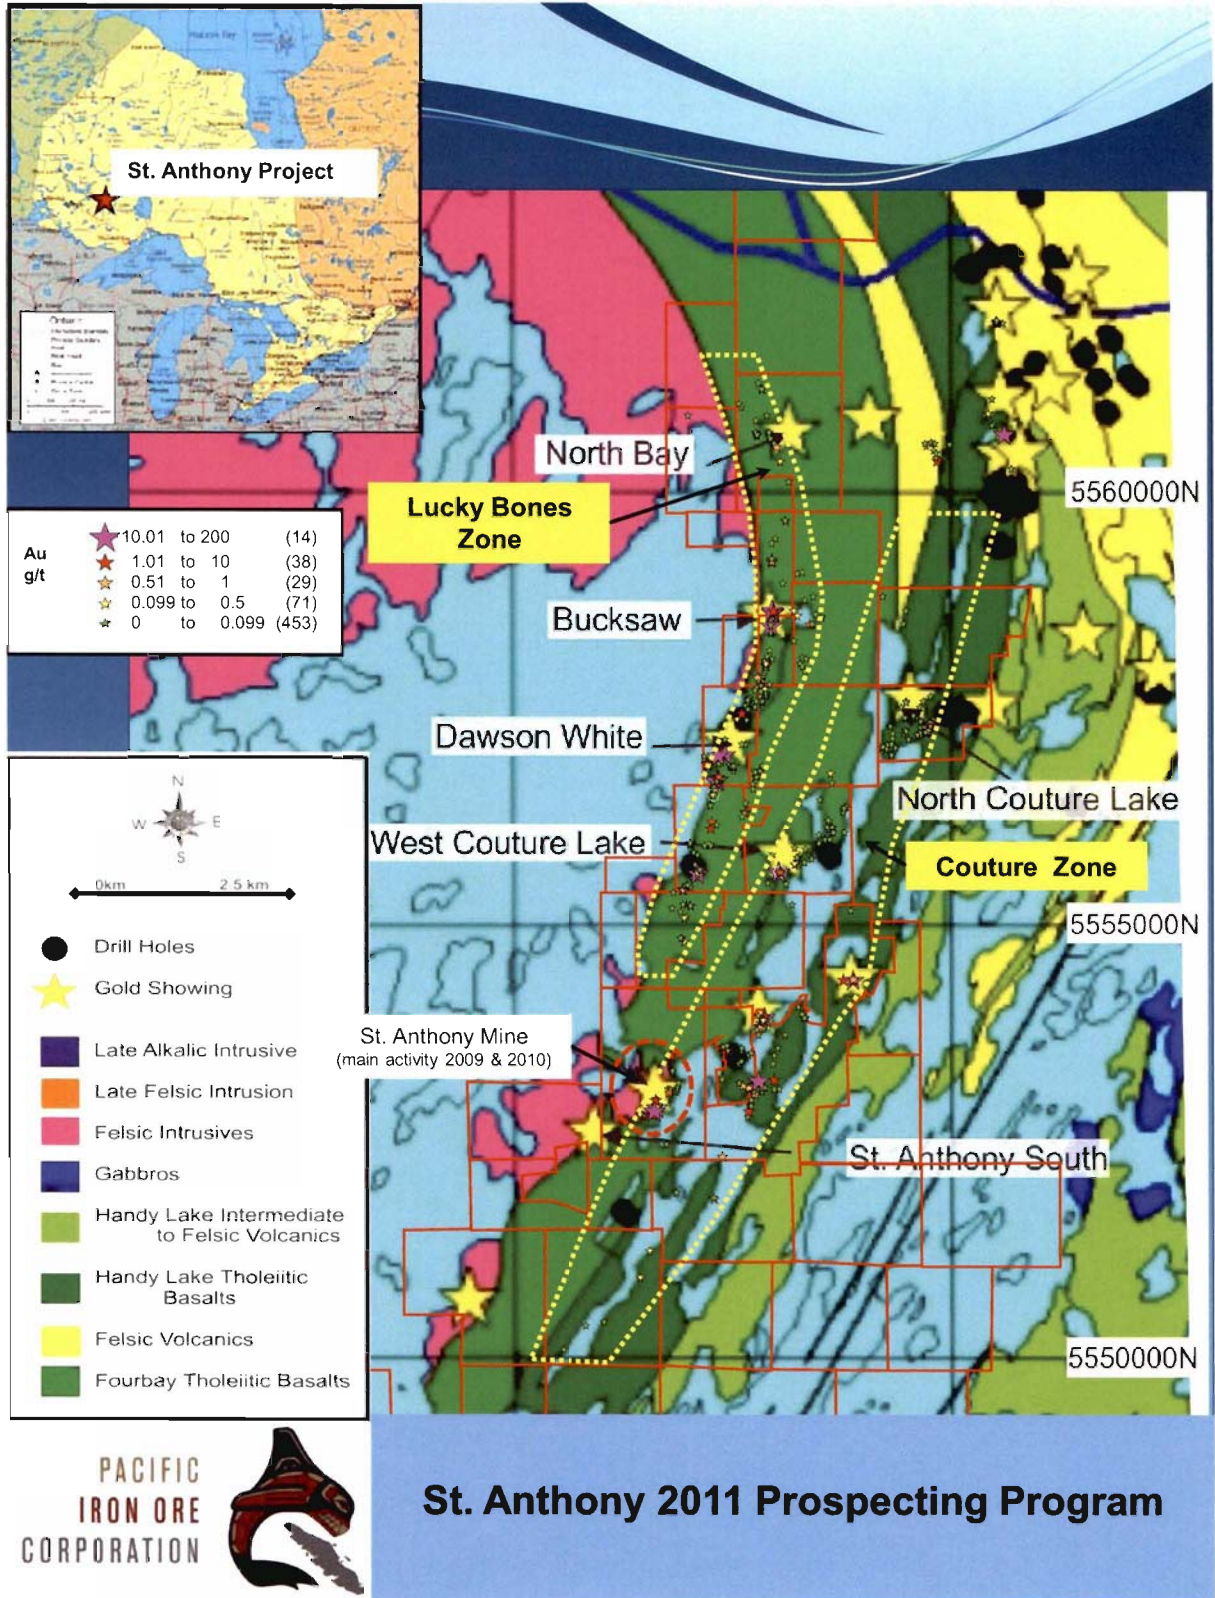 St. Anthony Project
North Bay
Lucky Bones
Zone
5560000N
Au
g/t
10.01 to 200 (14)
1.01 to 10 (38)
0.51 to 1 (29)
0.099 to 0.5 (71)
0 to 0.099 (453)
Bucksaw
Dawson White
North Couture Lake
West Couture Lake
Couture Zone
5555000N
N
W E
S
0km 2.5 km
Drill Holes
Gold Showing
Late Alkalic Intrusive
Late Felsic Intrusion
Felsic Intrusives
Gabbros
Handy Lake Intermediate
to Felsic Volcanics
Handy Lake Tholeiitic
Basalts
Felsic Volcanics
Fourbay Tholeiitic Basalts
St. Anthony Mine
(main activity 2009 & 2010)
St. Anthony South
5550000N
PACIFIC
IRON ORE
CORPORATION
St. Anthony 2011 Prospecting Program